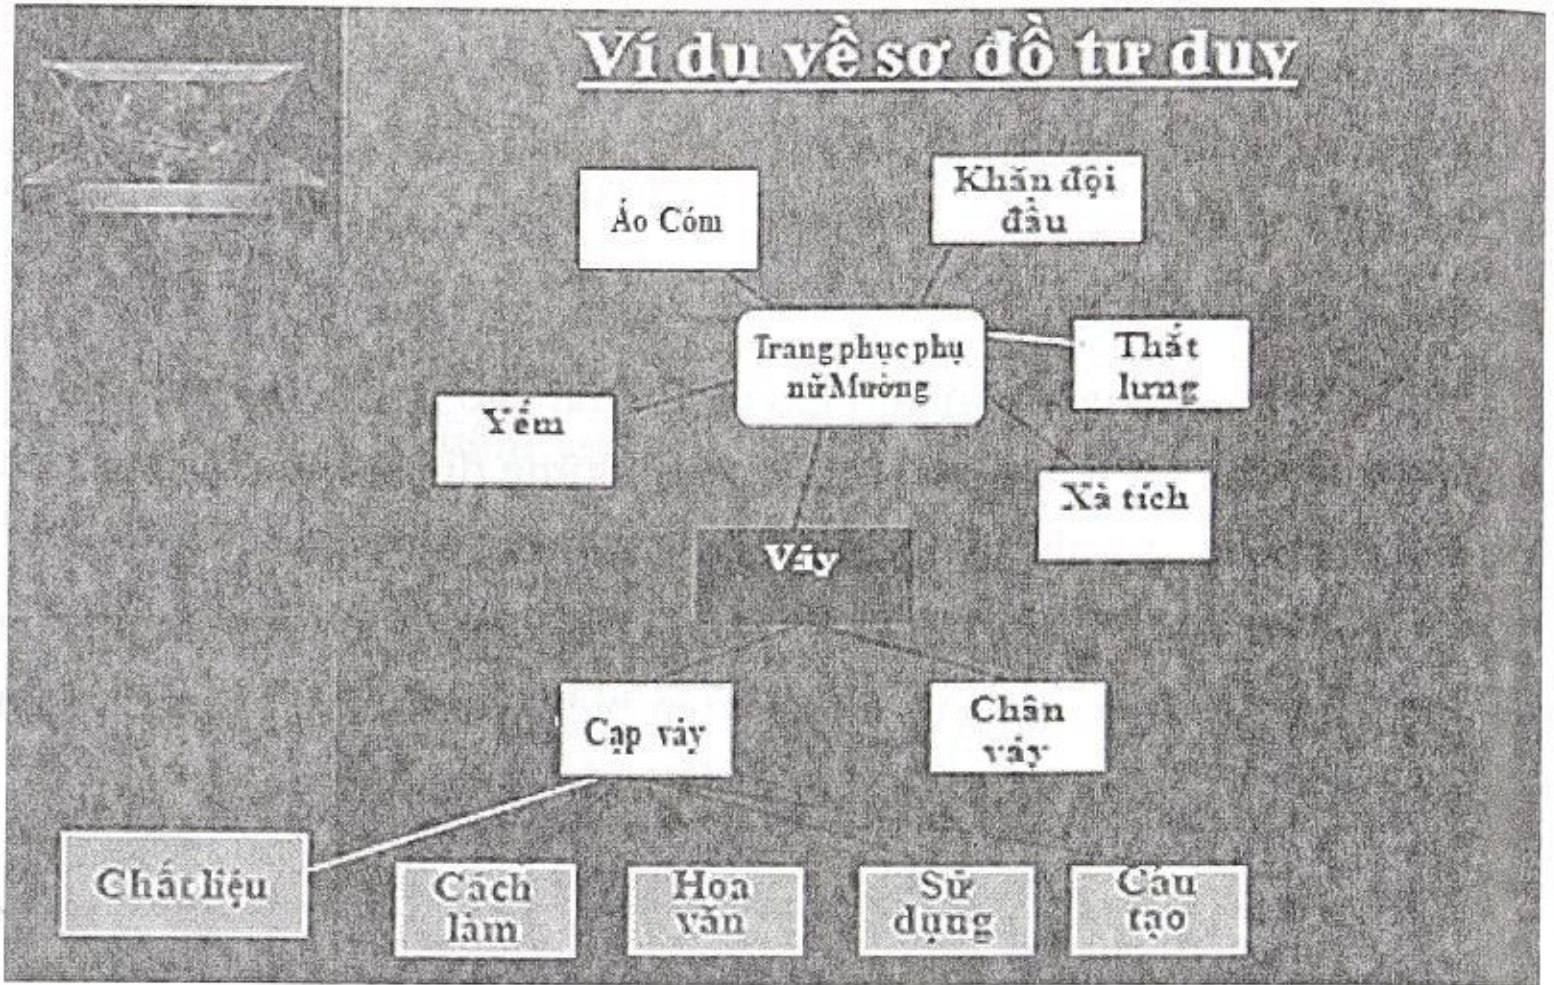 Ví dụ về sơ đồ tư duy
Áo Cóm
Khăn đội
đầu
Trang phục phụ
nữ Mường
Thắt
lưng
Yếm
Xà tích
Váy
Cạp váy
Chân
váy
Chất liệu
Cách
làm
Hoa
văn
Sử
dụng
Cấu
tạo